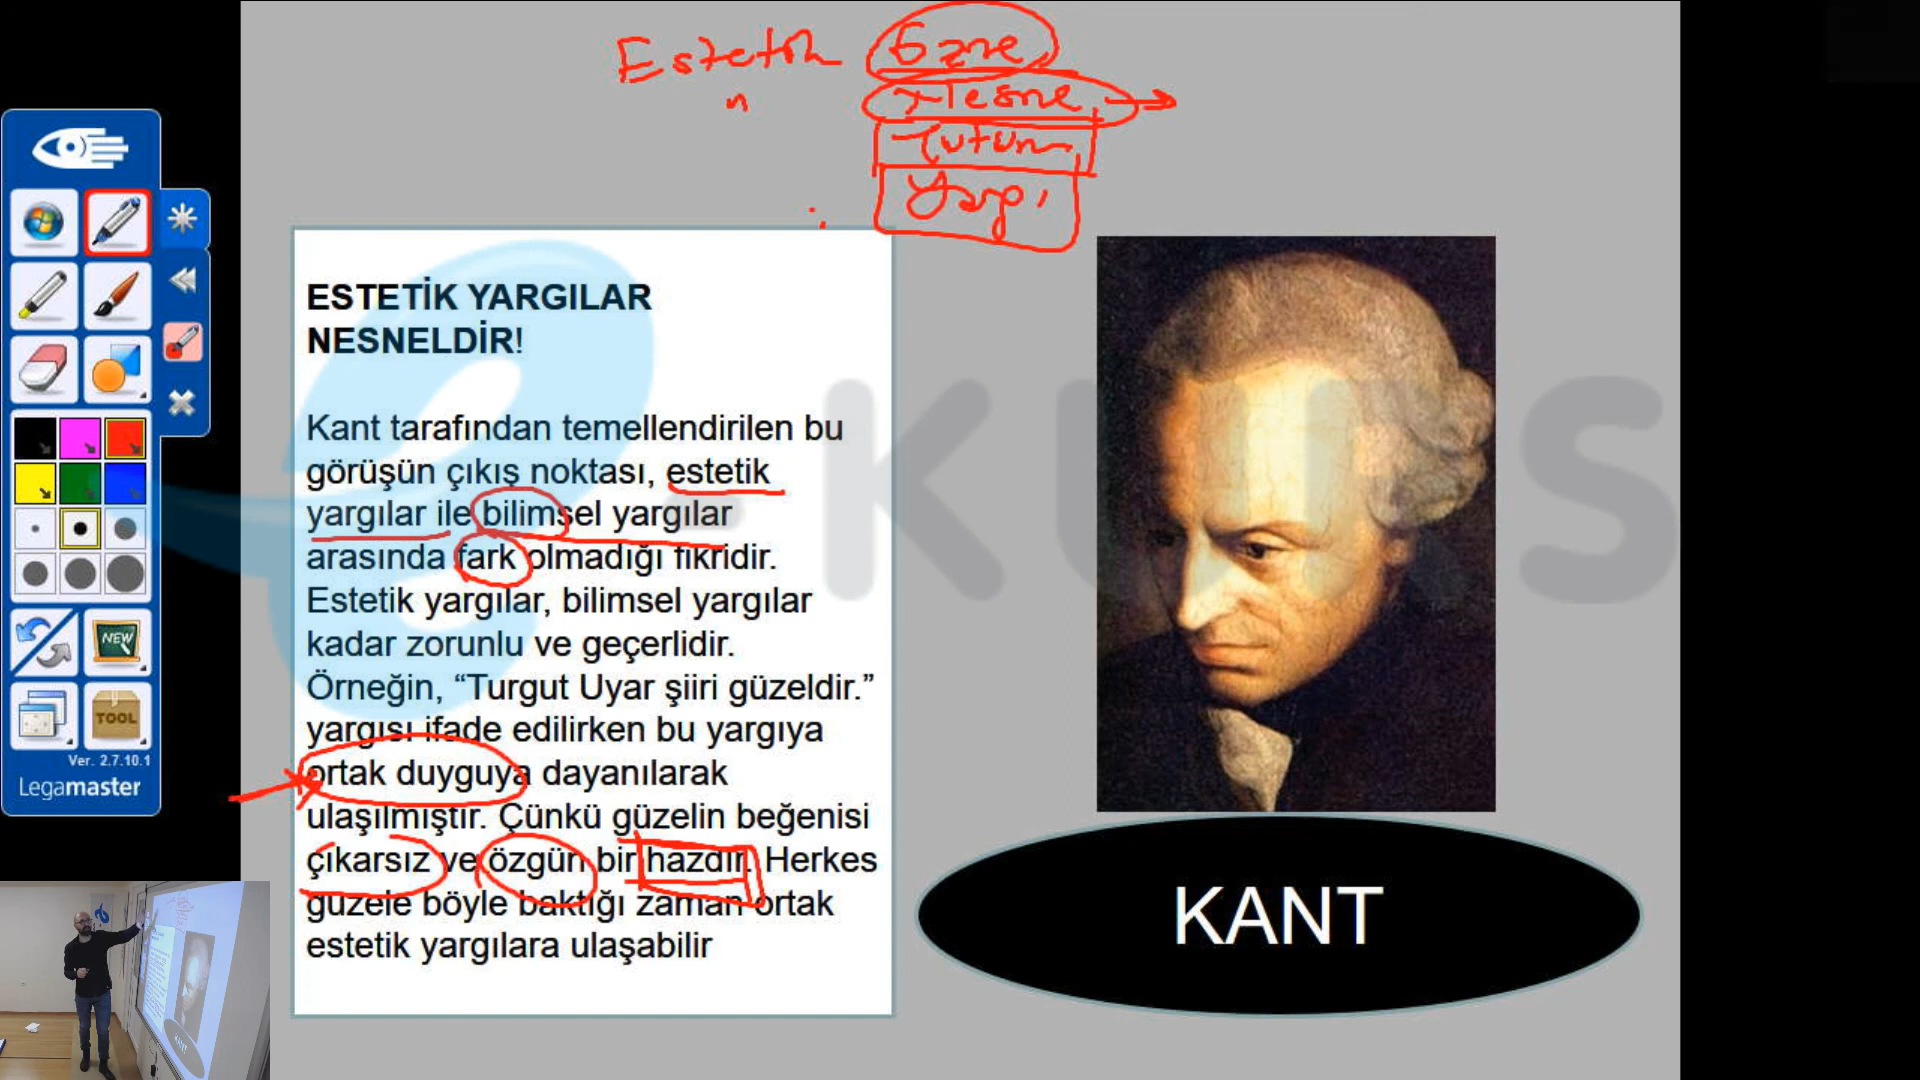 Estetik Özne
" Nesne
Tutum
Yargı
ESTETİK YARGILAR
NESNELDİR!
Kant tarafından temellendirilen bu
görüşün çıkış noktası, estetik
yargılar ile bilimsel yargılar
arasında fark olmadığı fikridir.
Estetik yargılar, bilimsel yargılar
kadar zorunlu ve geçerlidir.
Örneğin, “Turgut Uyar şiiri güzeldir.”
yargısı ifade edilirken bu yargıya
ortak duyguya dayanılarak
ulaşılmıştır. Çünkü güzelin beğenisi
çıkarsız ve özgün bir hazdır. Herkes
güzele böyle baktığı zaman ortak
estetik yargılara ulaşabilir
KANT
e-KURS
NEW
TOOL
Ver. 2.7.10.1
Legamaster
KANT